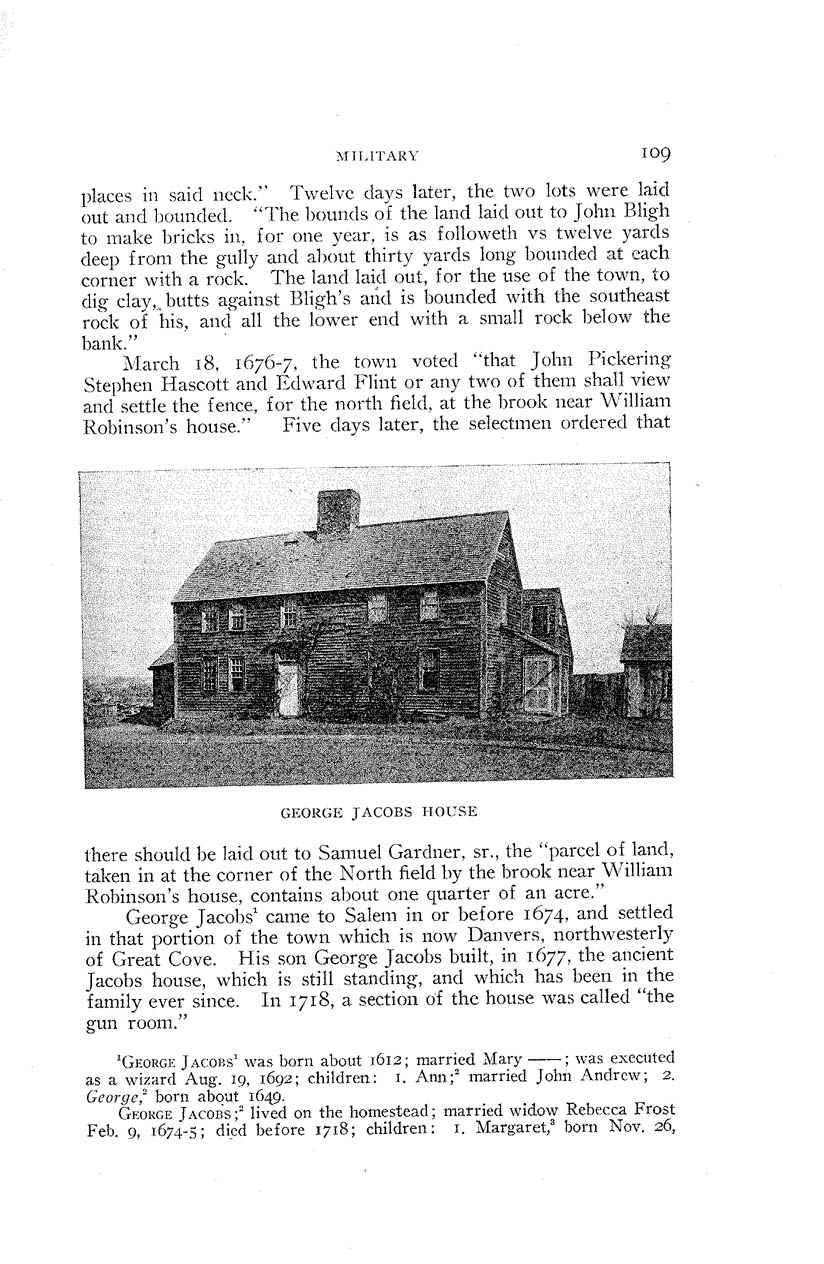 MILITARY 109
places in said neck." Twelve days later, the two lots were laid
out and bounded. "The bounds of the land laid out to John Bligh
to make bricks in, for one year, is as followeth vs twelve yards
deep from the gully and about thirty yards long bounded at each
corner with a rock. The land laid out, for the use of the town, to
dig clay, butts against Bligh's and is bounded with the southeast
rock of his, and all the lower end with a small rock below the
bank."
March 18, 1676-7, the town voted "that John Pickering
Stephen Hascott and Edward Flint or any two of them shall view
and settle the fence, for the north field, at the brook near William
Robinson's house." Five days later, the selectmen ordered that
GEORGE JACOBS HOUSE
there should be laid out to Samuel Gardner, sr., the "parcel of land,
taken in at the corner of the North field by the brook near William
Robinson's house, contains about one quarter of an acre."
George Jacobs¹ came to Salem in or before 1674, and settled
in that portion of the town which is now Danvers, northwesterly
of Great Cove. His son George Jacobs built, in 1677, the ancient
Jacobs house, which is still standing, and which has been in the
family ever since. In 1718, a section of the house was called "the
gun room."
¹GEORGE JACOBS¹ was born about 1612; married Mary ——; was executed
as a wizard Aug. 19, 1692; children: 1. Ann;² married John Andrew; 2.
George,² born about 1649.
GEORGE JACOBS;² lived on the homestead; married widow Rebecca Frost
Feb. 9, 1674-5; died before 1718; children: 1. Margaret,³ born Nov. 26,